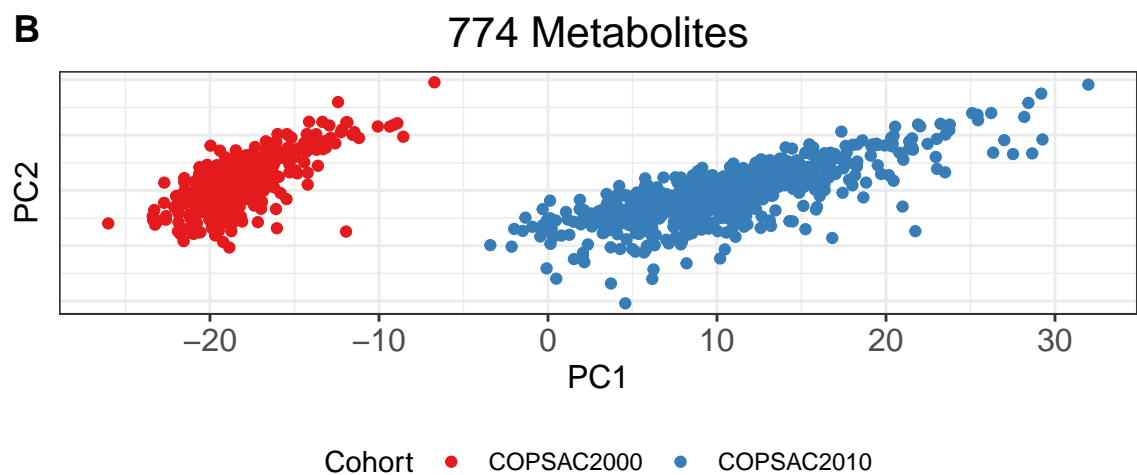 B
774 Metabolites
PC2
−20 −10 0 10 20 30
PC1
Cohort COPSAC2000 COPSAC2010